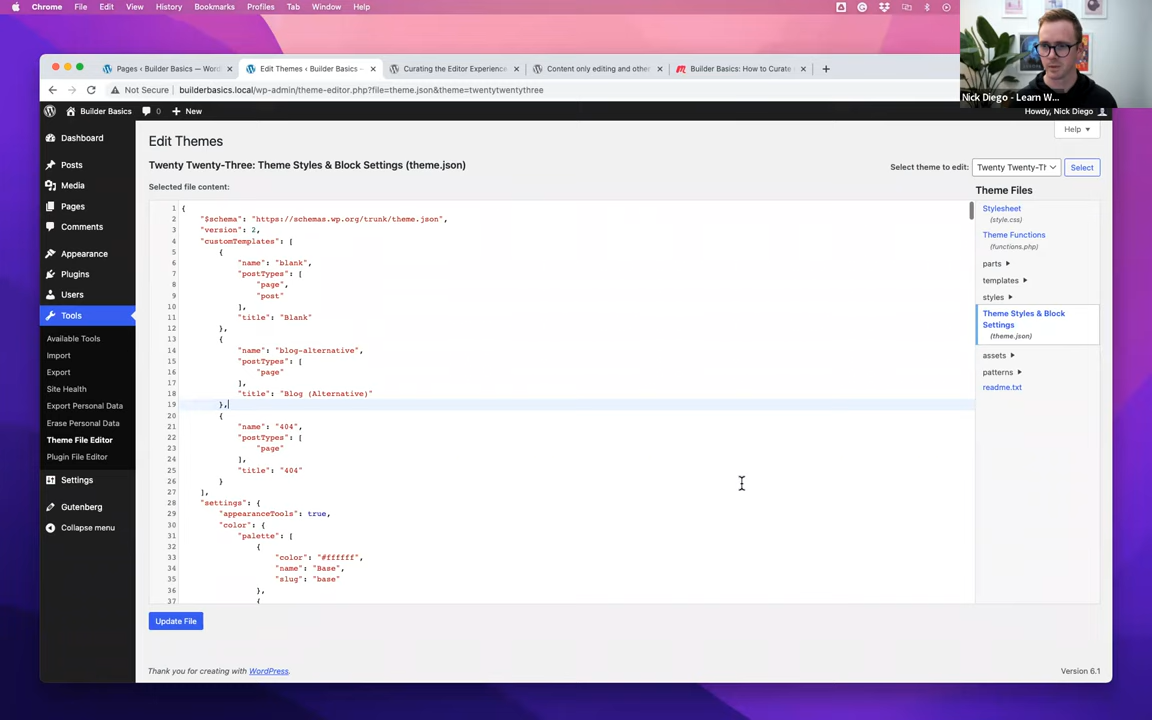 Chrome File Edit View History Bookmarks Profiles Tab Window Help
Pages ‹ Builder Basics — Word
Edit Themes ‹ Builder Basics –
Curating the Editor Experience
Content only editing and other
Builder Basics: How to Curate
Nick Diego - Learn W...
Not Secure builderbasics.local/wp-admin/theme-editor.php?file=theme.json&theme=twentytwentythree
Builder Basics 0 New
Howdy, Nick Diego
Help
Dashboard
Posts
Media
Pages
Comments
Appearance
Plugins
Users
Tools
Available Tools
Import
Export
Site Health
Export Personal Data
Erase Personal Data
Theme File Editor
Plugin File Editor
Settings
Gutenberg
Collapse menu
Edit Themes
Twenty Twenty-Three: Theme Styles & Block Settings (theme.json)
Select theme to edit: Twenty Twenty-Th Select
Selected file content:
1 {
2 "$schema": "https://schemas.wp.org/trunk/theme.json",
3 "version": 2,
4 "customTemplates": [
5 {
6 "name": "blank",
7 "postTypes": [
8 "page",
9 "post"
10 ],
11 "title": "Blank"
12 },
13 {
14 "name": "blog-alternative",
15 "postTypes": [
16 "page"
17 ],
18 "title": "Blog (Alternative)"
19 },
20 {
21 "name": "404",
22 "postTypes": [
23 "page"
24 ],
25 "title": "404"
26 }
27 ],
28 "settings": {
29 "appearanceTools": true,
30 "color": {
31 "palette": [
32 {
33 "color": "#ffffff",
34 "name": "Base",
35 "slug": "base"
36 },
37 {
Theme Files
Stylesheet
(style.css)
Theme Functions
(functions.php)
parts
templates
styles
Theme Styles & Block
Settings
(theme.json)
assets
patterns
readme.txt
Update File
Thank you for creating with WordPress.
Version 6.1